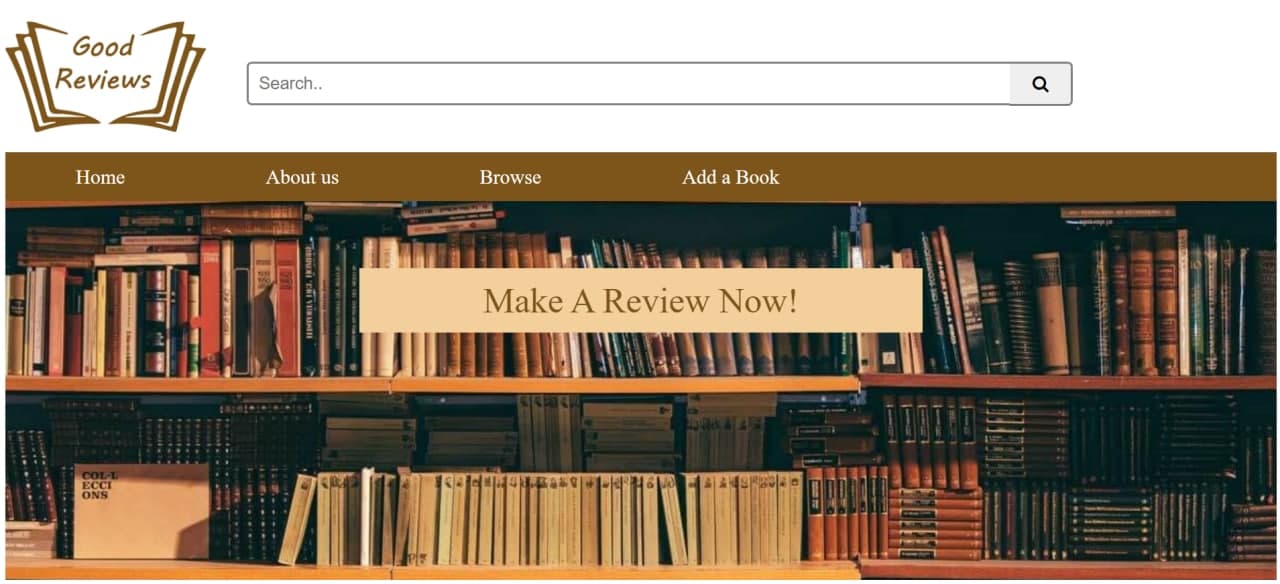 Good
Reviews
Search..
Home
About us
Browse
Add a Book
Make A Review Now!
COL·L
ECCI
ONS